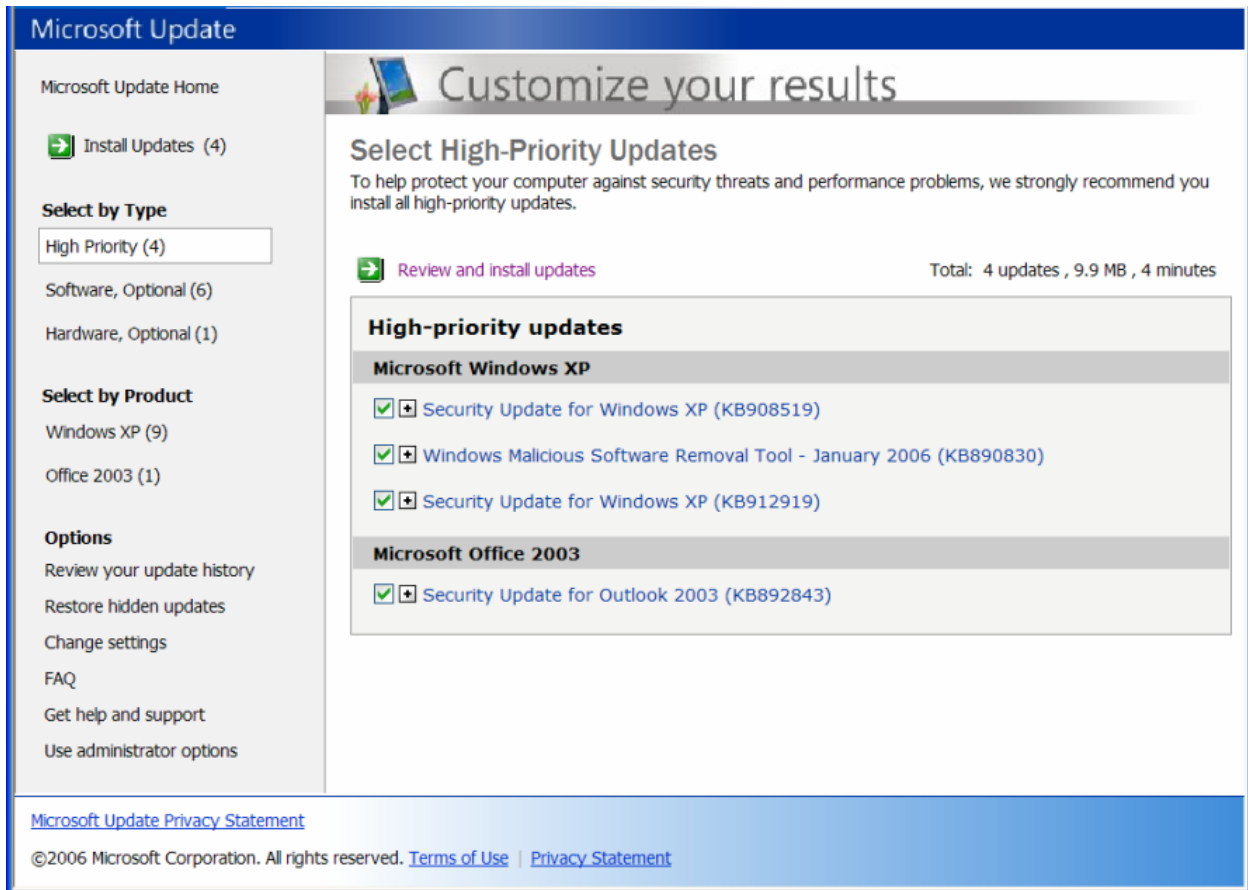 Microsoft Update
Microsoft Update Home
Install Updates (4)
Select by Type
High Priority (4)
Software, Optional (6)
Hardware, Optional (1)
Select by Product
Windows XP (9)
Office 2003 (1)
Options
Review your update history
Restore hidden updates
Change settings
FAQ
Get help and support
Use administrator options
Customize your results
Select High-Priority Updates
To help protect your computer against security threats and performance problems, we strongly recommend you
install all high-priority updates.
Review and install updates Total: 4 updates , 9.9 MB , 4 minutes
High-priority updates
Microsoft Windows XP
Security Update for Windows XP (KB908519)
Windows Malicious Software Removal Tool - January 2006 (KB890830)
Security Update for Windows XP (KB912919)
Microsoft Office 2003
Security Update for Outlook 2003 (KB892843)
Microsoft Update Privacy Statement
©2006 Microsoft Corporation. All rights reserved. Terms of Use | Privacy Statement